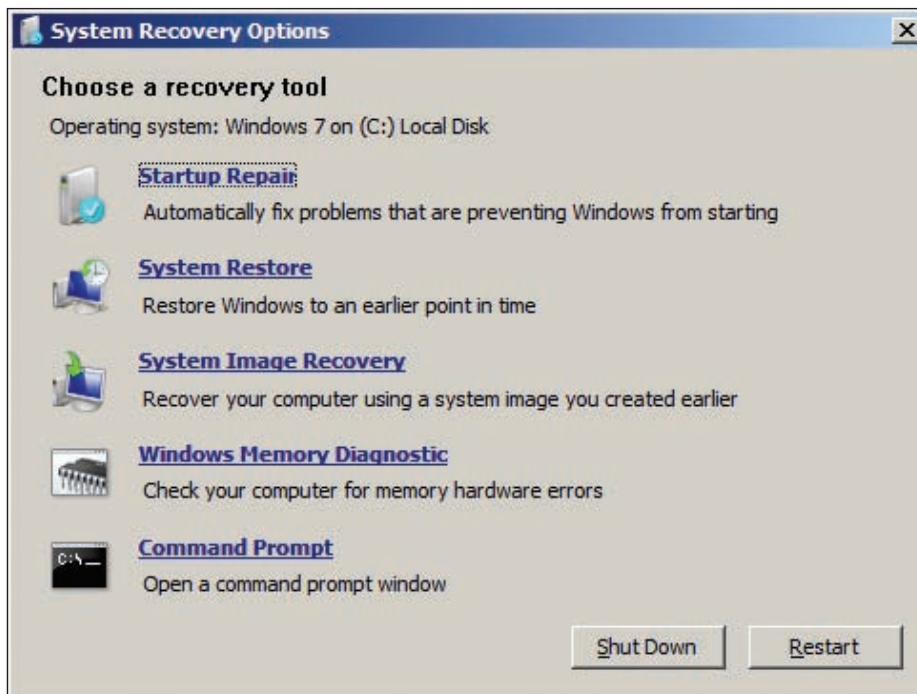 System Recovery Options
Choose a recovery tool
Operating system: Windows 7 on (C:) Local Disk
Startup Repair
Automatically fix problems that are preventing Windows from starting
System Restore
Restore Windows to an earlier point in time
System Image Recovery
Recover your computer using a system image you created earlier
Windows Memory Diagnostic
Check your computer for memory hardware errors
C:\_
Command Prompt
Open a command prompt window
Shut Down
Restart